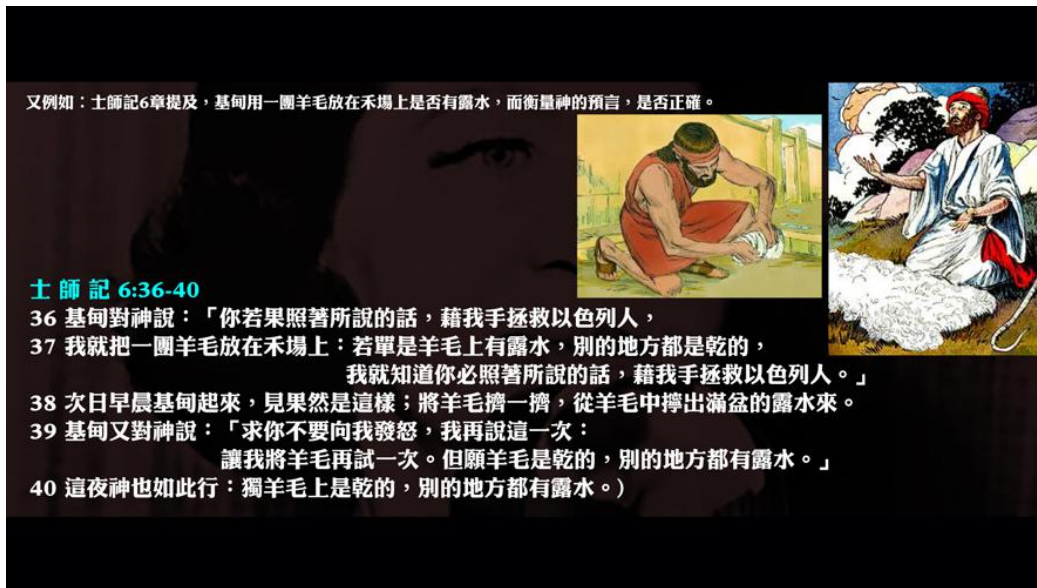 又例如：士師記6章提及，基甸用一團羊毛放在禾場上是否有露水，而衡量神的預言，是否正確。
士 師 記 6:36-40
36 基甸對神說：「你若果照著所說的話，藉我手拯救以色列人，
37 我就把一團羊毛放在禾場上：若單是羊毛上有露水，別的地方都是乾的，
我就知道你必照著所說的話，藉我手拯救以色列人。」
38 次日早晨基甸起來，見果然是這樣；將羊毛擠一擠，從羊毛中擰出滿盆的露水來。
39 基甸又對神說：「求你不要向我發怒，我再說這一次：
讓我將羊毛再試一次。但願羊毛是乾的，別的地方都有露水。」
40 這夜神也如此行：獨羊毛上是乾的，別的地方都有露水。)